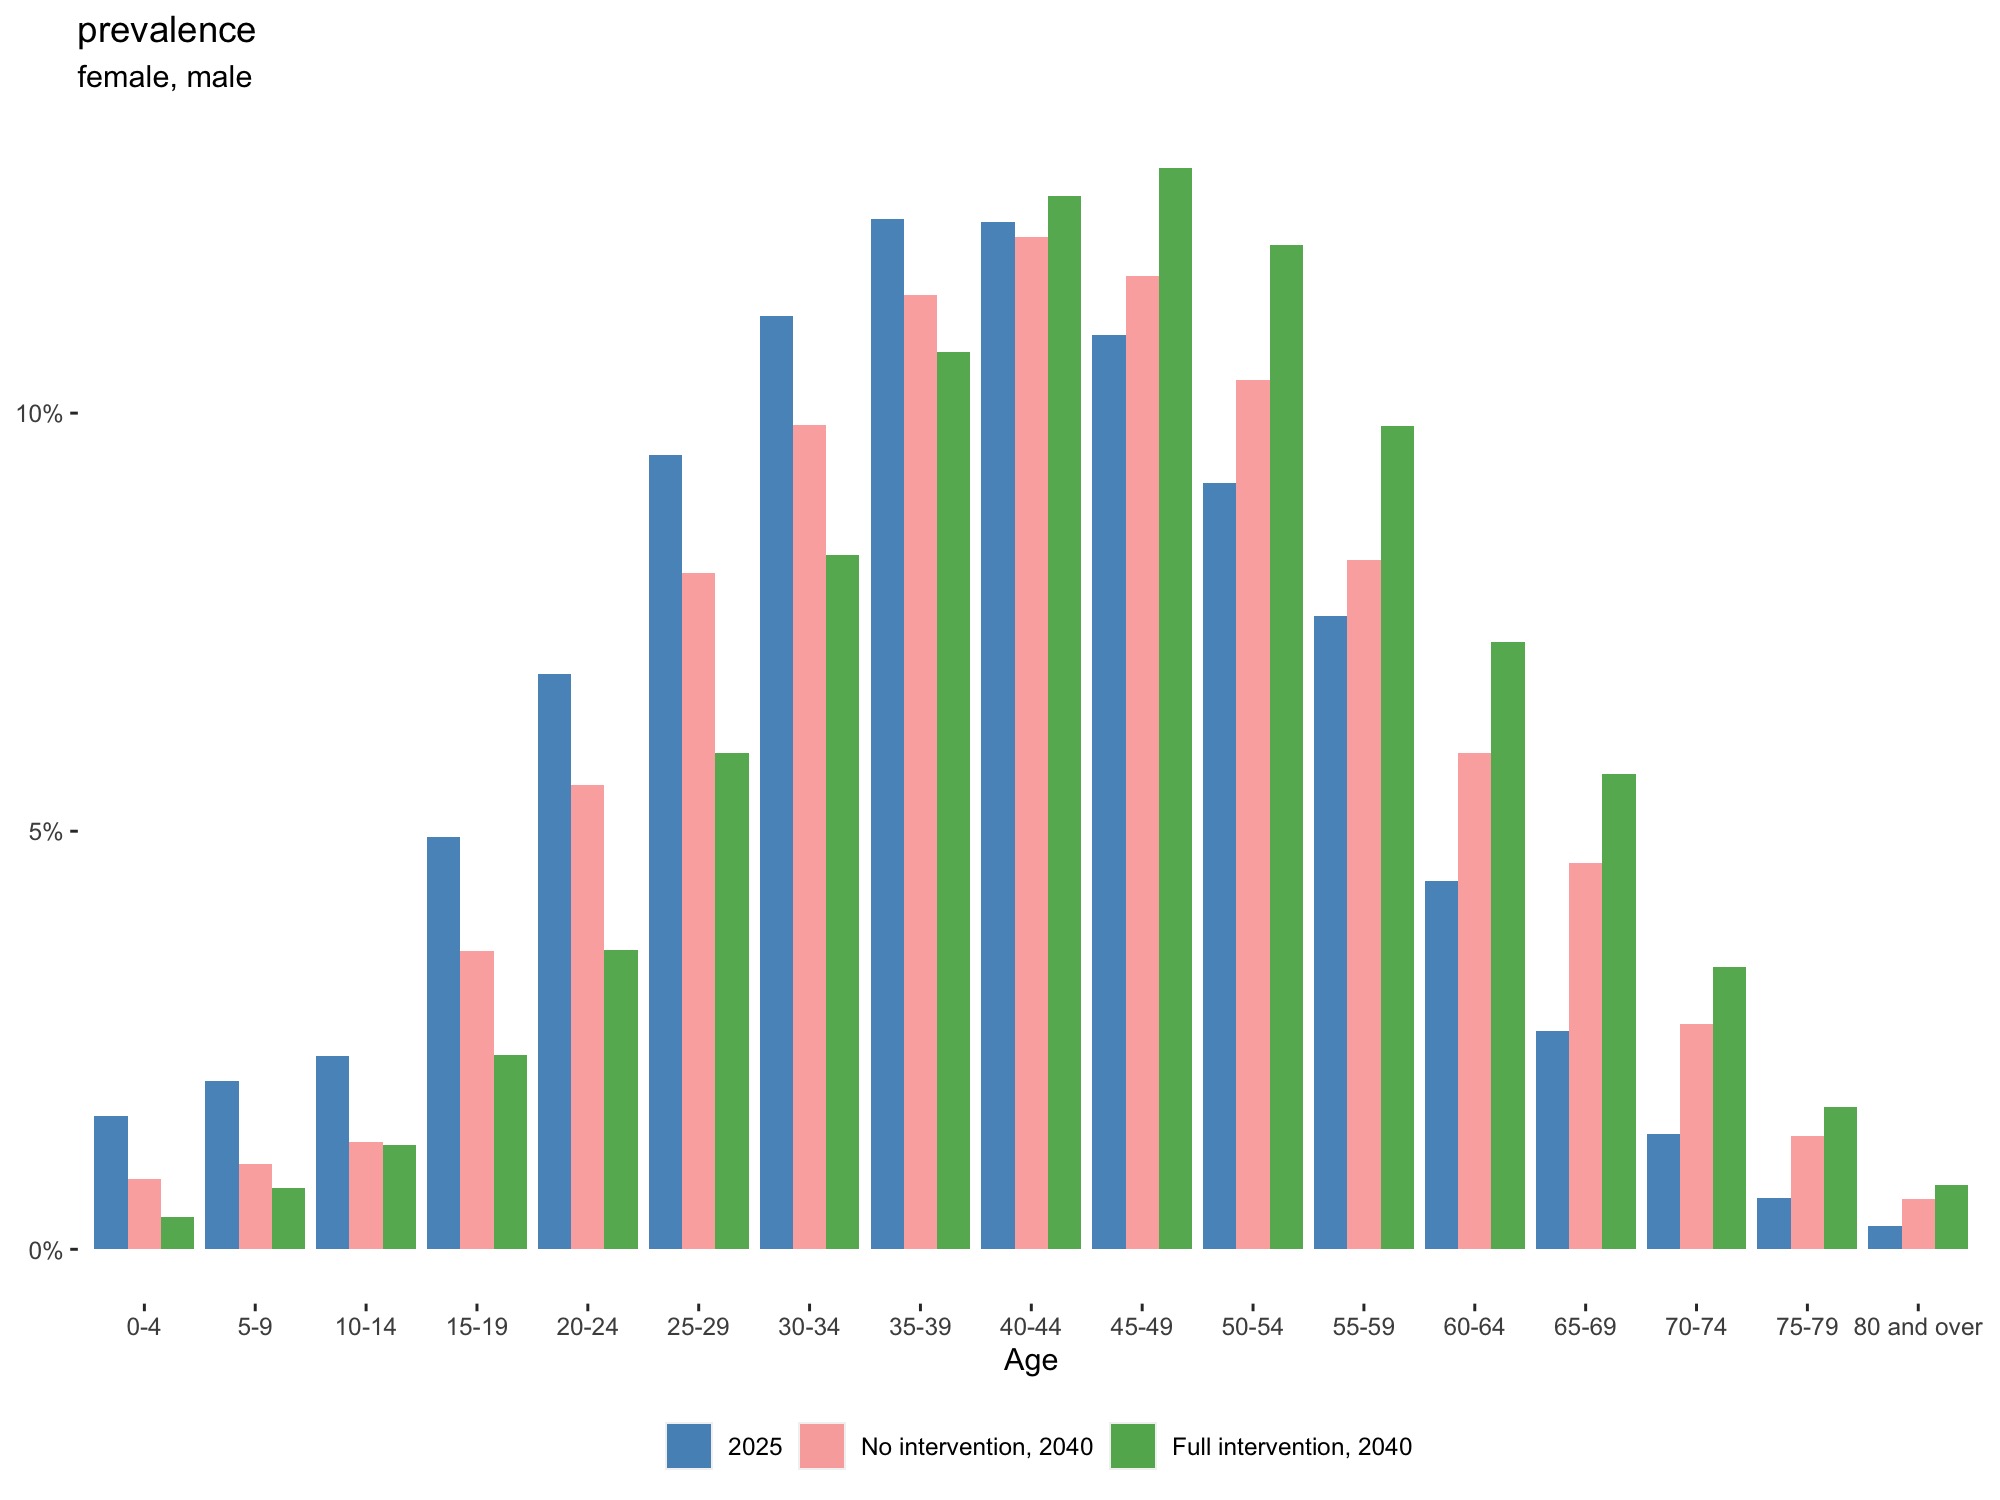 prevalence
female, male
10%
5%
0%
0-4 5-9 10-14 15-19 20-24 25-29 30-34 35-39 40-44 45-49 50-54 55-59 60-64 65-69 70-74 75-79 80 and over
Age
2025 No intervention, 2040 Full intervention, 2040